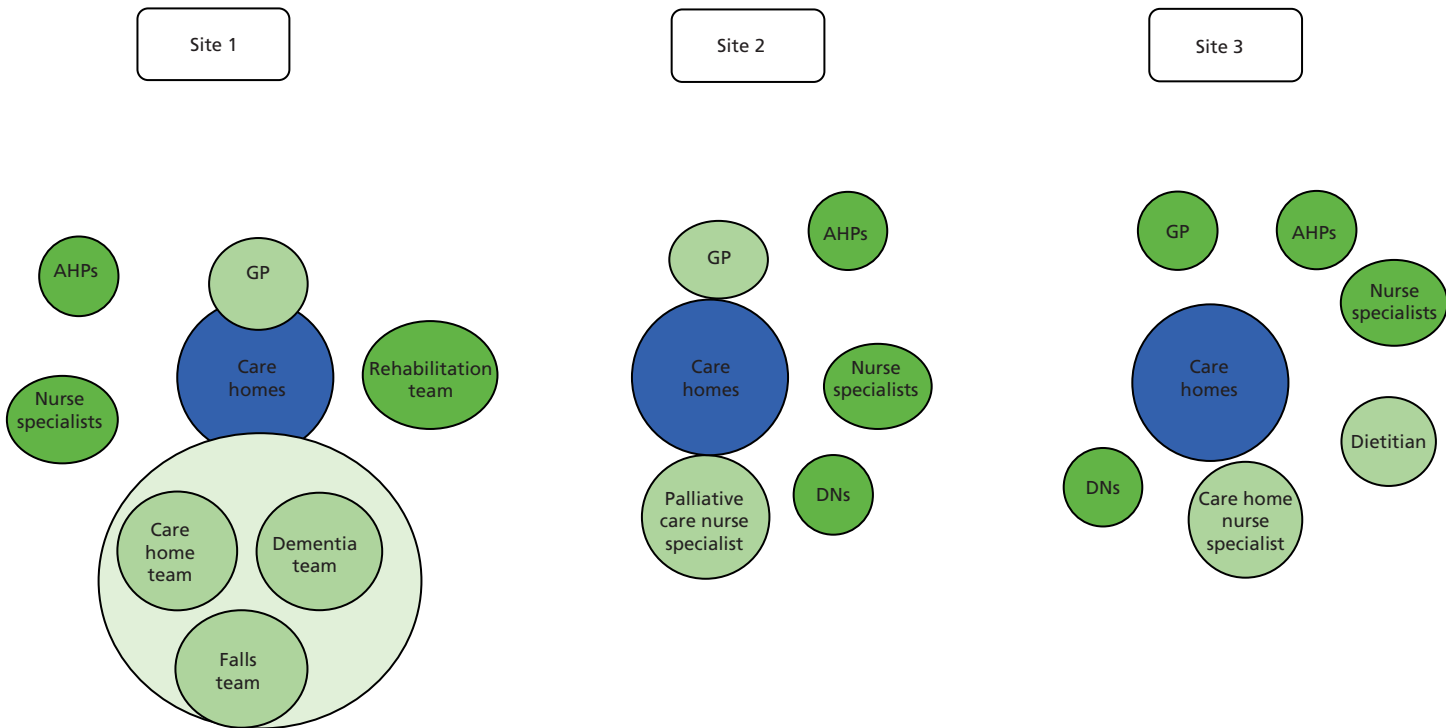 Site 1
AHPs
GP
Care
homes
Rehabilitation
team
Nurse
specialists
Care
home
team
Dementia
team
Falls
team
Site 2
AHPs
GP
Care
homes
Nurse
specialists
Palliative
care nurse
specialist
DNs
Site 3
GP
AHPs
Nurse
specialists
Care
homes
Dietitian
DNs
Care home
nurse
specialist